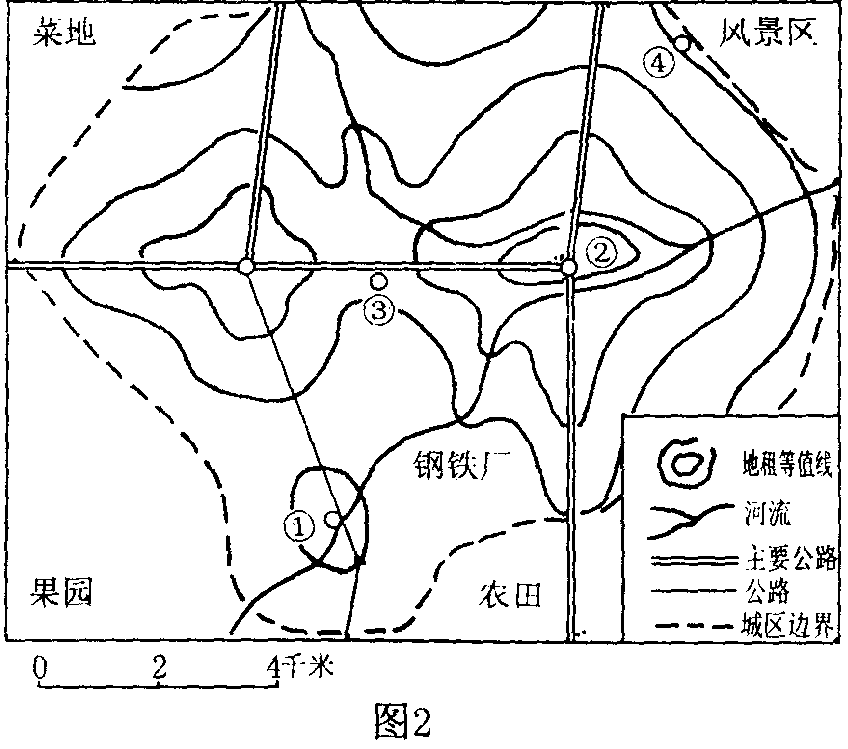 菜地
风景区
④
②
③
①
钢铁厂
果园
农田
地租等值线
河流
主要公路
公路
城区边界
0 2 4千米
图2